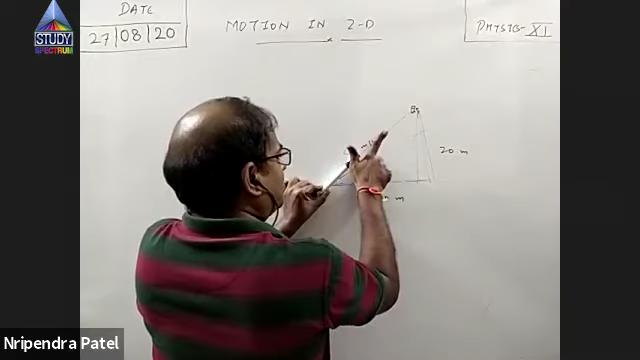 DATE
27/08/20
MOTION IN 2-D
PHYSICS-XI
STUDY
SPECTRUM
20 m
m
Nripendra Patel